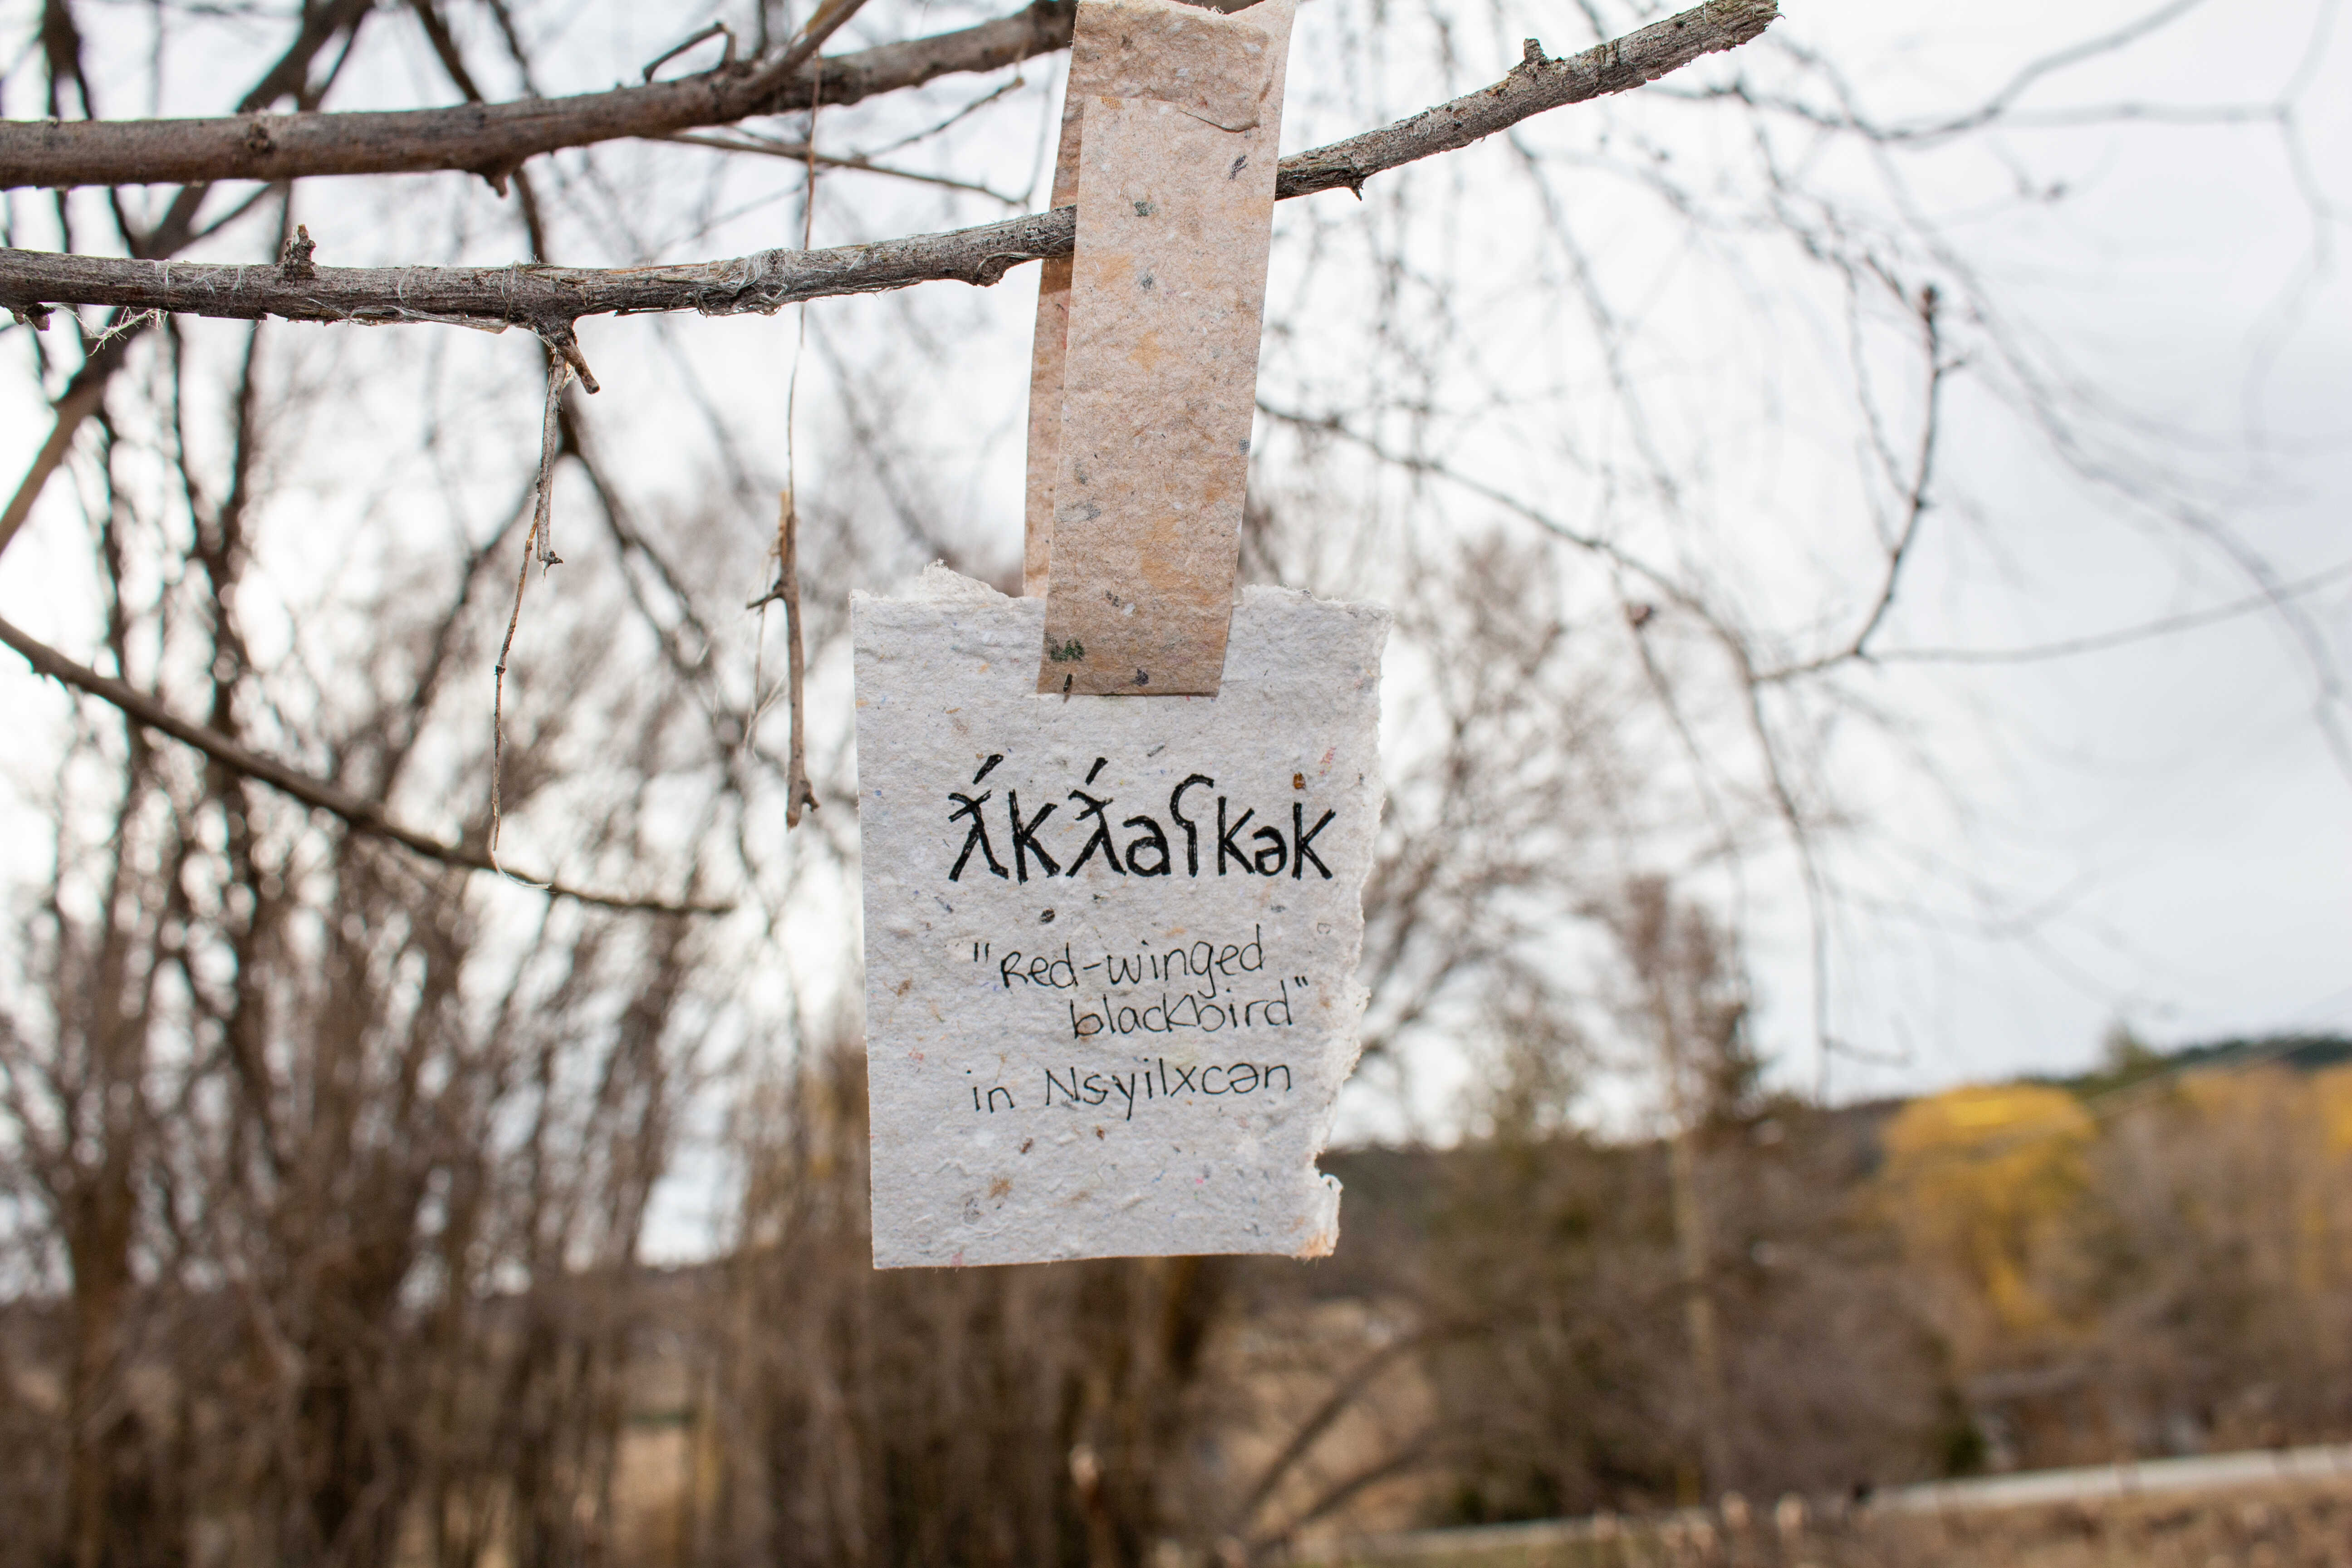 ƛ̓kƛ̓aʕkək̓
"Red-winged
blackbird"
in Nsyilxcən